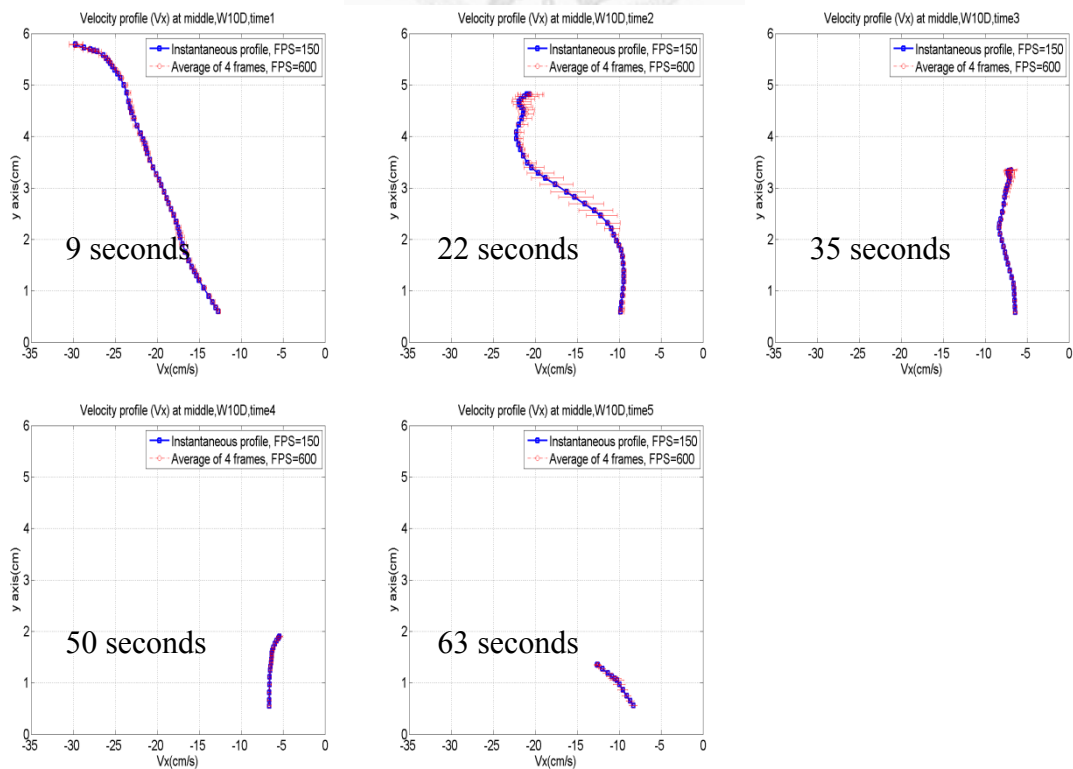 Velocity profile (Vx) at middle,W10D,time1
Instantaneous profile, FPS=150
Average of 4 frames, FPS=600
y axis(cm)
6
5
4
3
2
1
0
9 seconds
-35 -30 -25 -20 -15 -10 -5 0
Vx(cm/s)
Velocity profile (Vx) at middle,W10D,time2
Instantaneous profile, FPS=150
Average of 4 frames, FPS=600
y axis(cm)
6
5
4
3
2
1
0
22 seconds
-35 -30 -25 -20 -15 -10 -5 0
Vx(cm/s)
Velocity profile (Vx) at middle,W10D,time3
Instantaneous profile, FPS=150
Average of 4 frames, FPS=600
y axis(cm)
6
5
4
3
2
1
0
35 seconds
-35 -30 -25 -20 -15 -10 -5 0
Vx(cm/s)
Velocity profile (Vx) at middle,W10D,time4
Instantaneous profile, FPS=150
Average of 4 frames, FPS=600
y axis(cm)
6
5
4
3
2
1
0
50 seconds
-35 -30 -25 -20 -15 -10 -5 0
Vx(cm/s)
Velocity profile (Vx) at middle,W10D,time5
Instantaneous profile, FPS=150
Average of 4 frames, FPS=600
y axis(cm)
6
5
4
3
2
1
0
63 seconds
-35 -30 -25 -20 -15 -10 -5 0
Vx(cm/s)